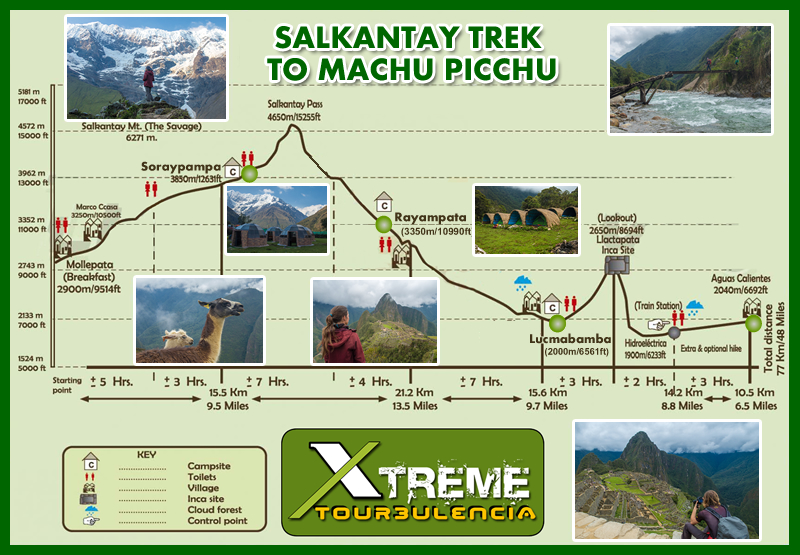 SALKANTAY TREK
TO MACHU PICCHU
5181 m
17000 ft
4572 m
15000 ft
3962 m
13000 ft
3352 m
11000 ft
2743 m
9000 ft
2133 m
7000 ft
1524 m
5000 ft
Salkantay Mt. (The Savage)
6271 m.
Salkantay Pass
4650m/15255ft
Soraypampa
3850m/12631ft
C
Marco Ccasa
3250m/10500ft
Mollepata
(Breakfast)
2900m/9514ft
C
Rayampata
(3350m/10990ft
C
Lucmabamba
(2000m/6561ft)
(Lookout)
2650m/8694ft
Llactapata
Inca Site
(Train Station)
Hidroeléctrica
1900m/6233ft
Extra & optional hike
Aguas Calientes
2040m/6692ft
Total distance
77 Km/48 Miles
Starting
point
± 5 Hrs.
± 3 Hrs.
± 7 Hrs.
± 4 Hrs.
± 7 Hrs.
± 3 Hrs.
± 2 Hrs.
± 3 Hrs.
15.5 Km
9.5 Miles
21.2 Km
13.5 Miles
15.6 Km
9.7 Miles
14.2 Km
8.8 Miles
10.5 Km
6.5 Miles
KEY
C .............. Campsite
.............. Toilets
.............. Village
.............. Inca site
.............. Cloud forest
.............. Control point
XTREME
TOUR3ULENCIA